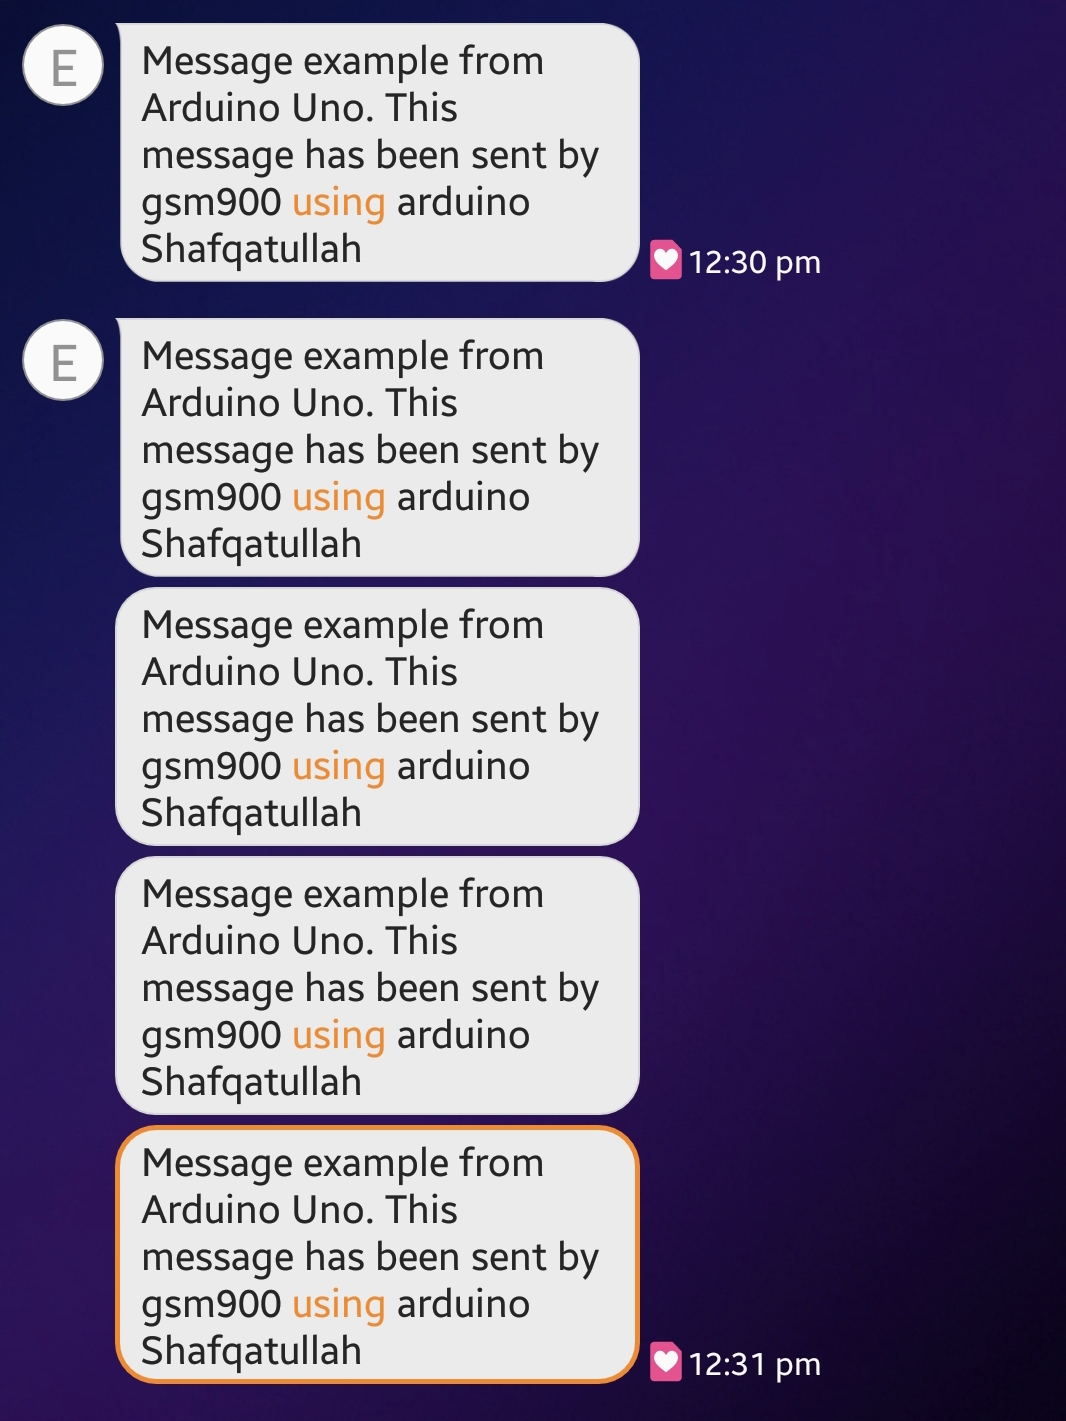 E
Message example from
Arduino Uno. This
message has been sent by
gsm900 using arduino
Shafqatullah
12:30 pm
E
Message example from
Arduino Uno. This
message has been sent by
gsm900 using arduino
Shafqatullah
Message example from
Arduino Uno. This
message has been sent by
gsm900 using arduino
Shafqatullah
Message example from
Arduino Uno. This
message has been sent by
gsm900 using arduino
Shafqatullah
Message example from
Arduino Uno. This
message has been sent by
gsm900 using arduino
Shafqatullah
12:31 pm